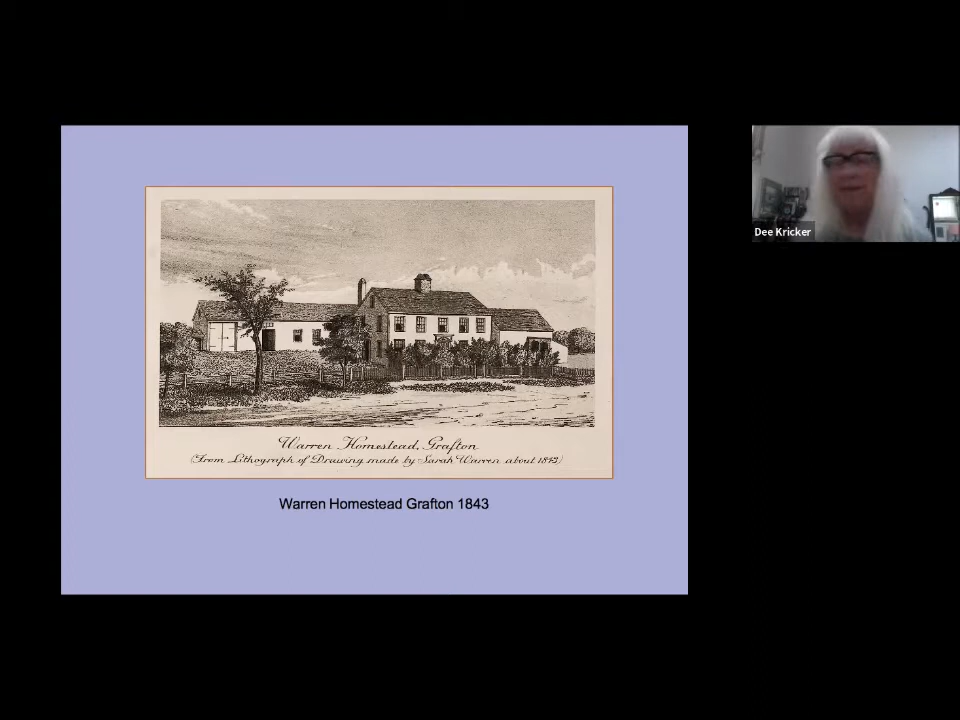 Warren Homestead, Grafton
(From Lithograph of Drawing made by Sarah Warren about 1843)
Warren Homestead Grafton 1843
Dee Kricker